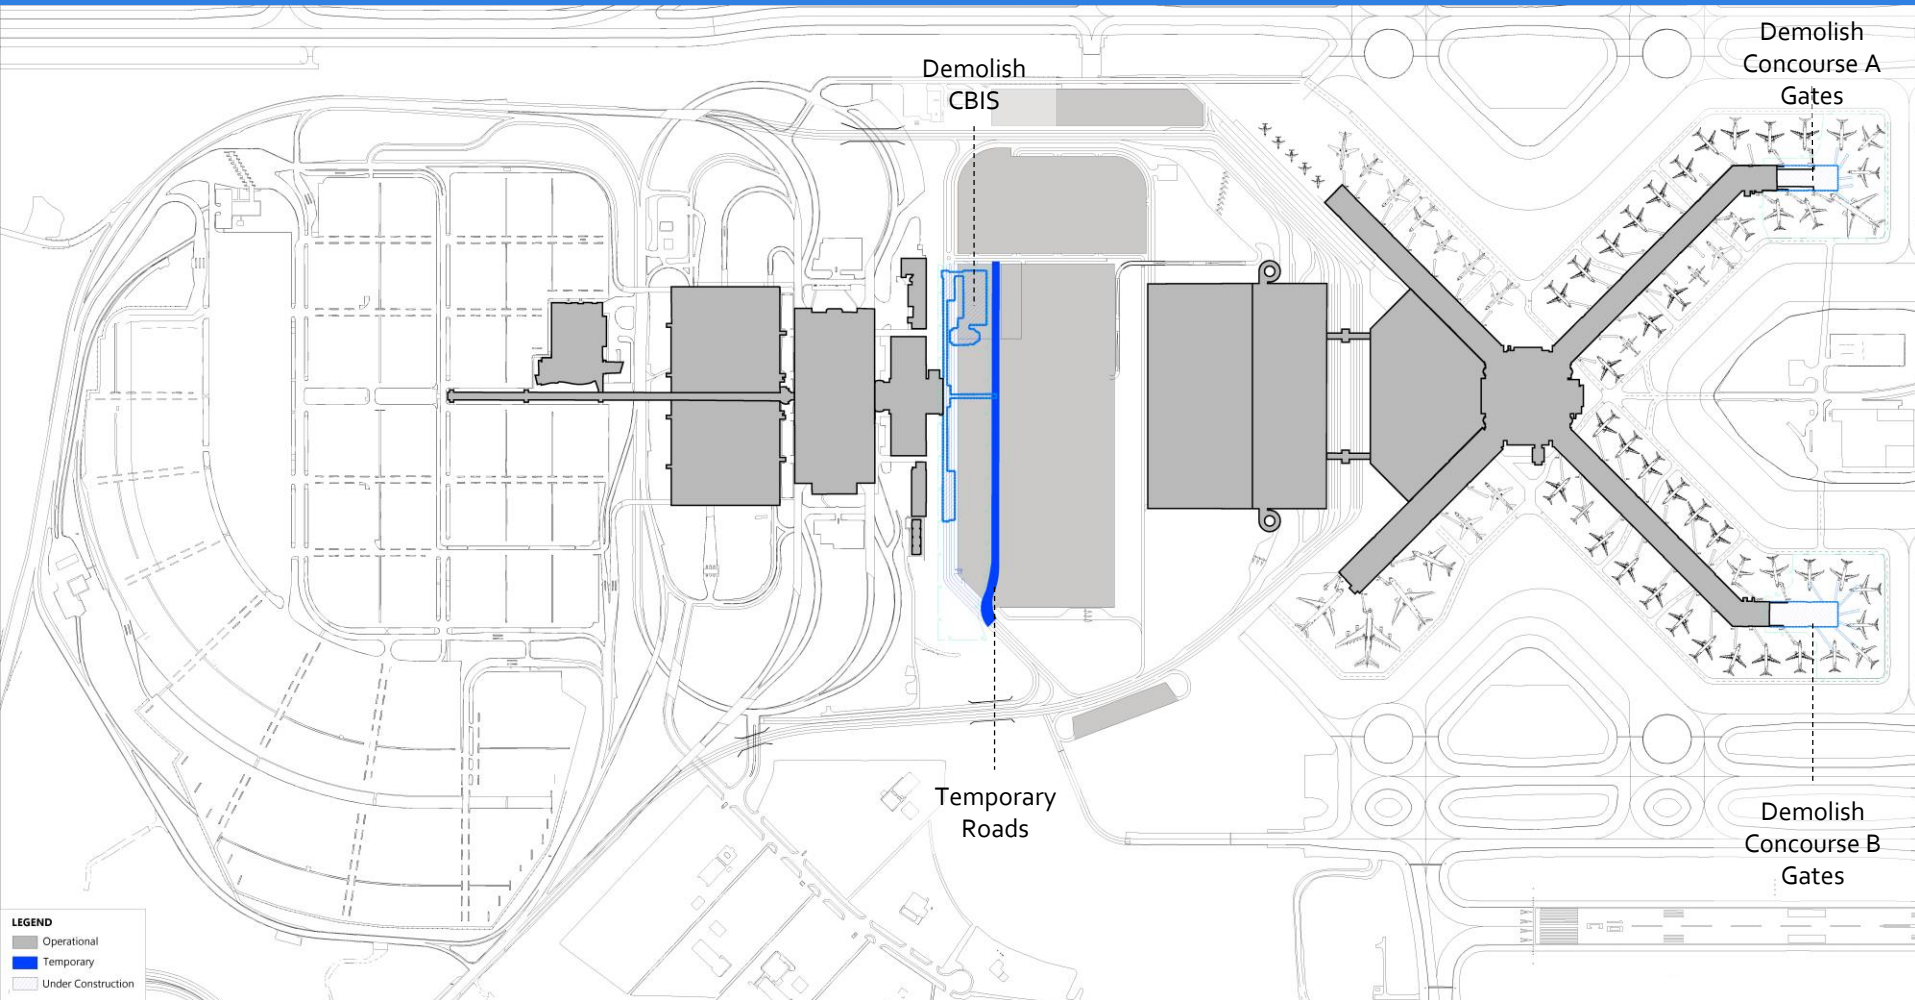 Demolish
CBIS
Demolish
Concourse A
Gates
Temporary
Roads
Demolish
Concourse B
Gates
LEGEND
Operational
Temporary
Under Construction